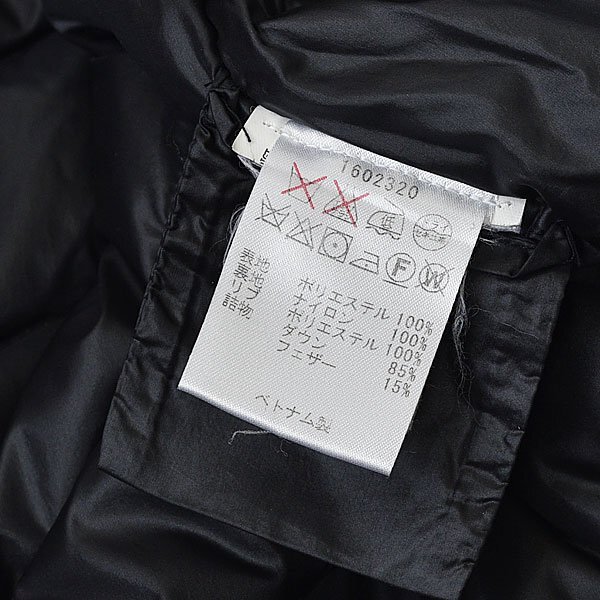 1602320
低
F W
表地 ポリエステル 100%
裏地 ナイロン 100%
リブ ポリエステル 100%
詰物 ダウン 85%
フェザー 15%
ベトナム製